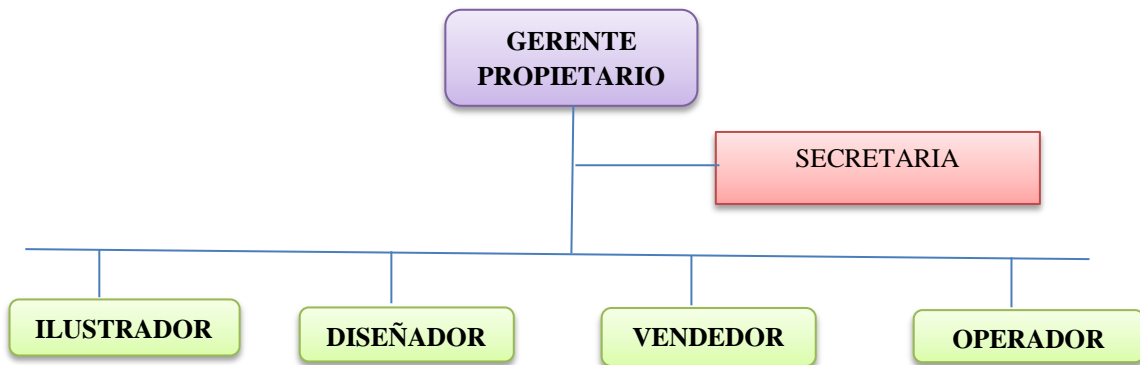 GERENTE
PROPIETARIO
SECRETARIA
ILUSTRADOR
DISEÑADOR
VENDEDOR
OPERADOR